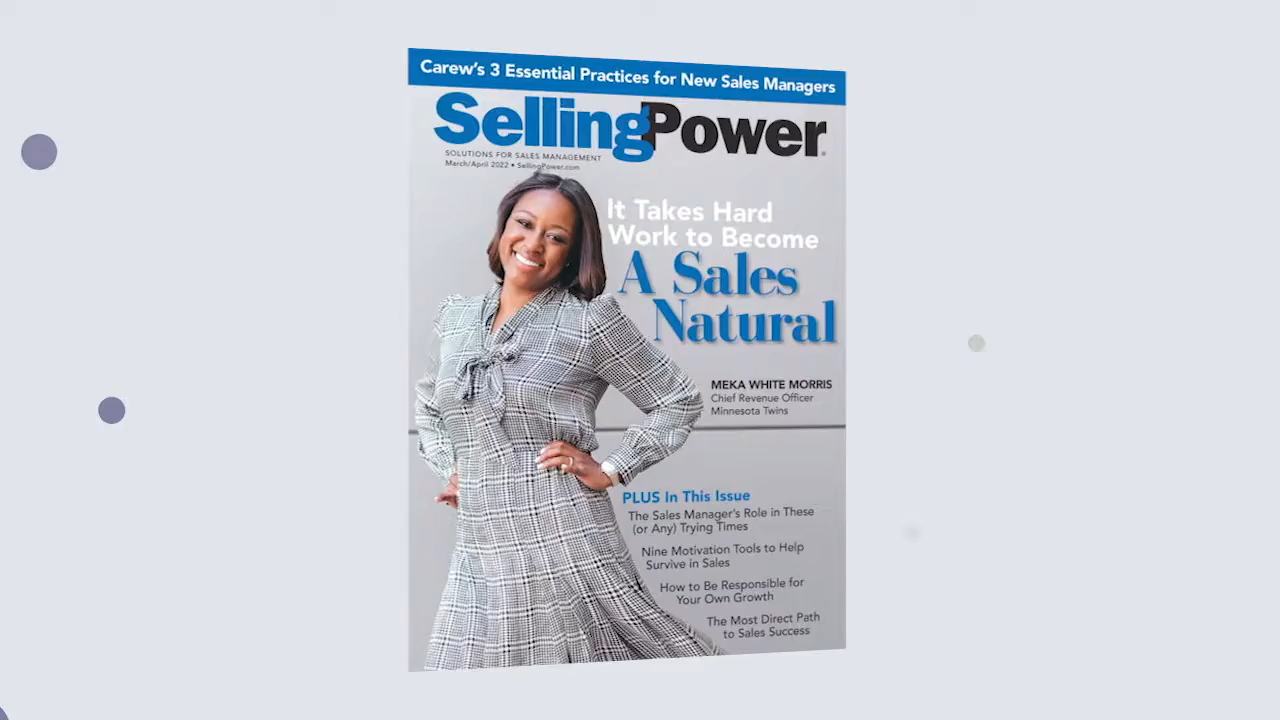 Carew's 3 Essential Practices for New Sales Managers
SellingPower®
SOLUTIONS FOR SALES MANAGEMENT
March/April 2022 • SellingPower.com
It Takes Hard
Work to Become
A Sales
Natural
MEKA WHITE MORRIS
Chief Revenue Officer
Minnesota Twins
PLUS In This Issue
The Sales Manager's Role in These
(or Any) Trying Times
Nine Motivation Tools to Help
Survive in Sales
How to Be Responsible for
Your Own Growth
The Most Direct Path
to Sales Success